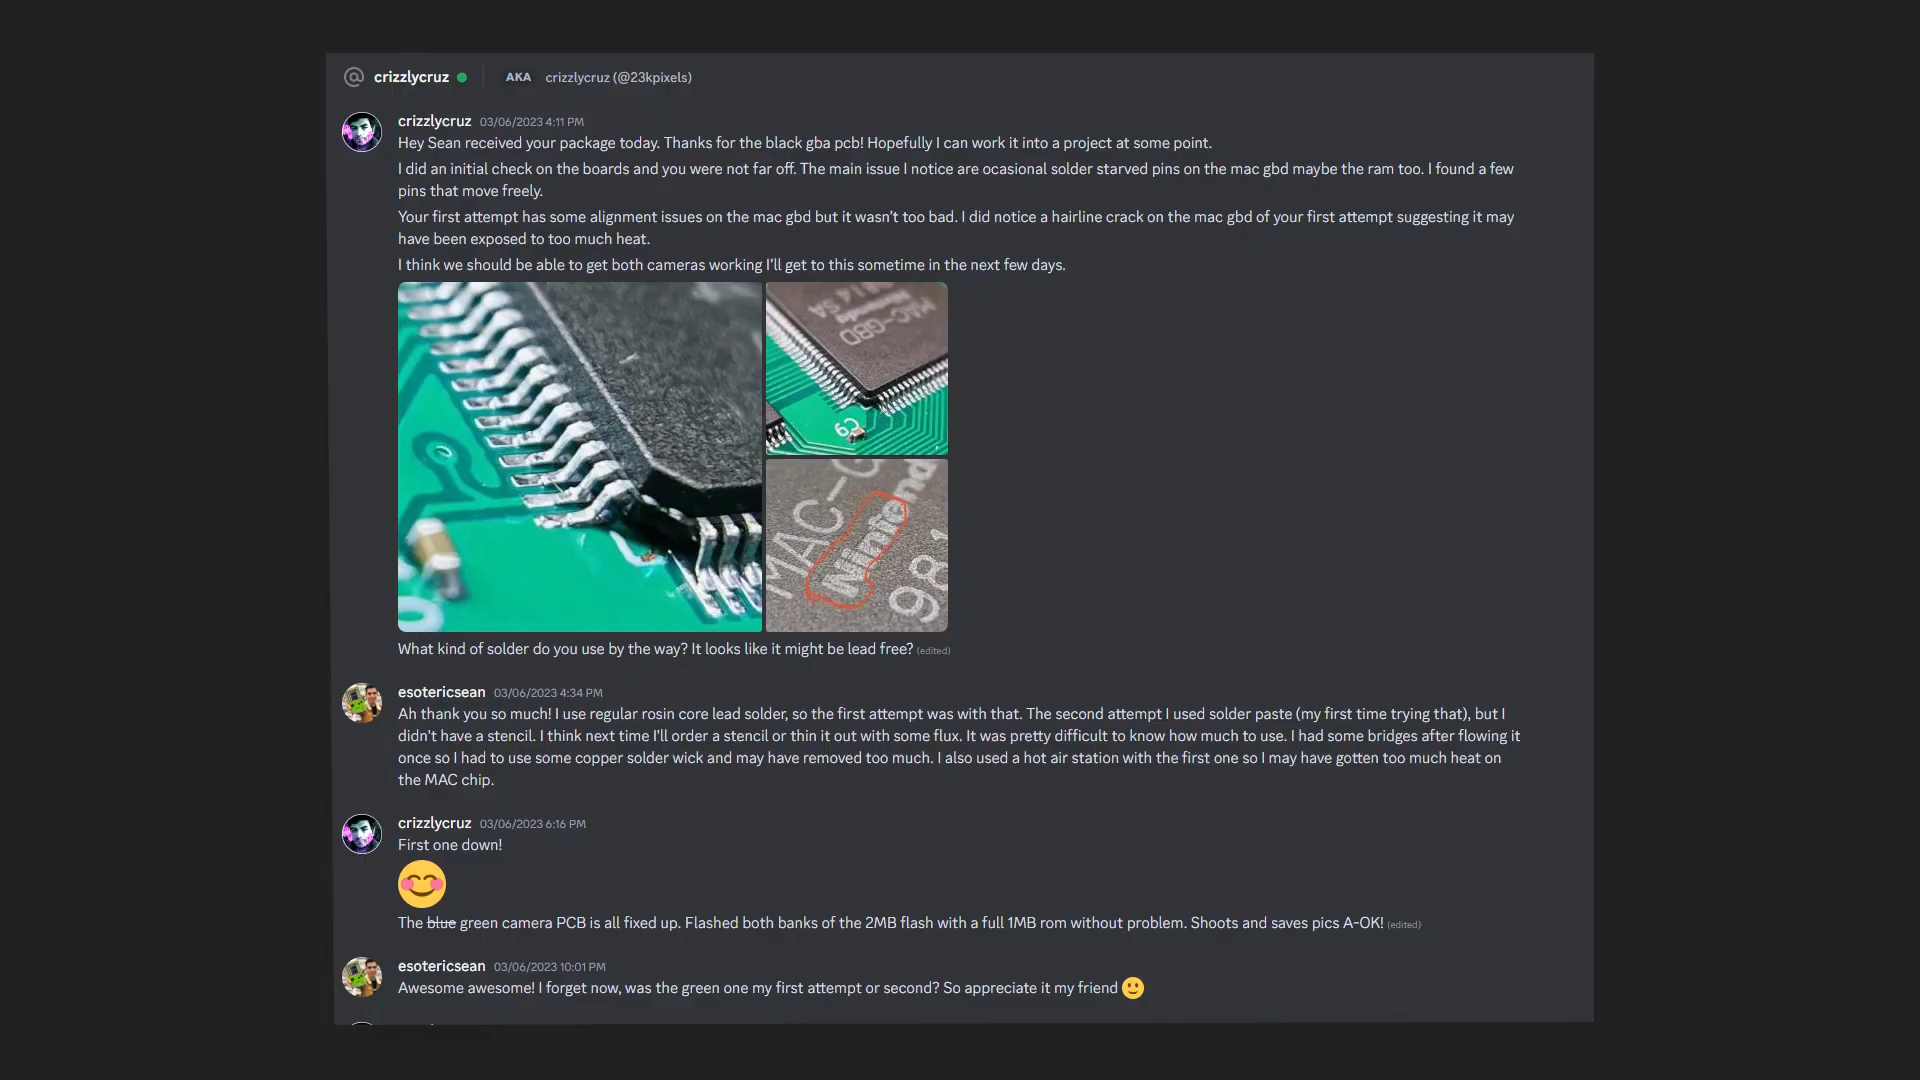 @ crizzlycruz AKA crizzlycruz (@23kpixels)
crizzlycruz 03/06/2023 4:11 PM
Hey Sean received your package today. Thanks for the black gba pcb! Hopefully I can work it into a project at some point.
I did an initial check on the boards and you were not far off. The main issue I notice are ocasional solder starved pins on the mac gbd maybe the ram too. I found a few
pins that move freely.
Your first attempt has some alignment issues on the mac gbd but it wasn't too bad. I did notice a hairline crack on the mac gbd of your first attempt suggesting it may
have been exposed to too much heat.
I think we should be able to get both cameras working I'll get to this sometime in the next few days.
MAC-GBD
Nintendo
C9
MAC-G
Nintend
981
What kind of solder do you use by the way? It looks like it might be lead free? (edited)
esotericsean 03/06/2023 4:34 PM
Ah thank you so much! I use regular rosin core lead solder, so the first attempt was with that. The second attempt I used solder paste (my first time trying that), but I
didn't have a stencil. I think next time I'll order a stencil or thin it out with some flux. It was pretty difficult to know how much to use. I had some bridges after flowing it
once so I had to use some copper solder wick and may have removed too much. I also used a hot air station with the first one so I may have gotten too much heat on
the MAC chip.
crizzlycruz 03/06/2023 6:16 PM
First one down!
The blue green camera PCB is all fixed up. Flashed both banks of the 2MB flash with a full 1MB rom without problem. Shoots and saves pics A-OK! (edited)
esotericsean 03/06/2023 10:01 PM
Awesome awesome! I forget now, was the green one my first attempt or second? So appreciate it my friend